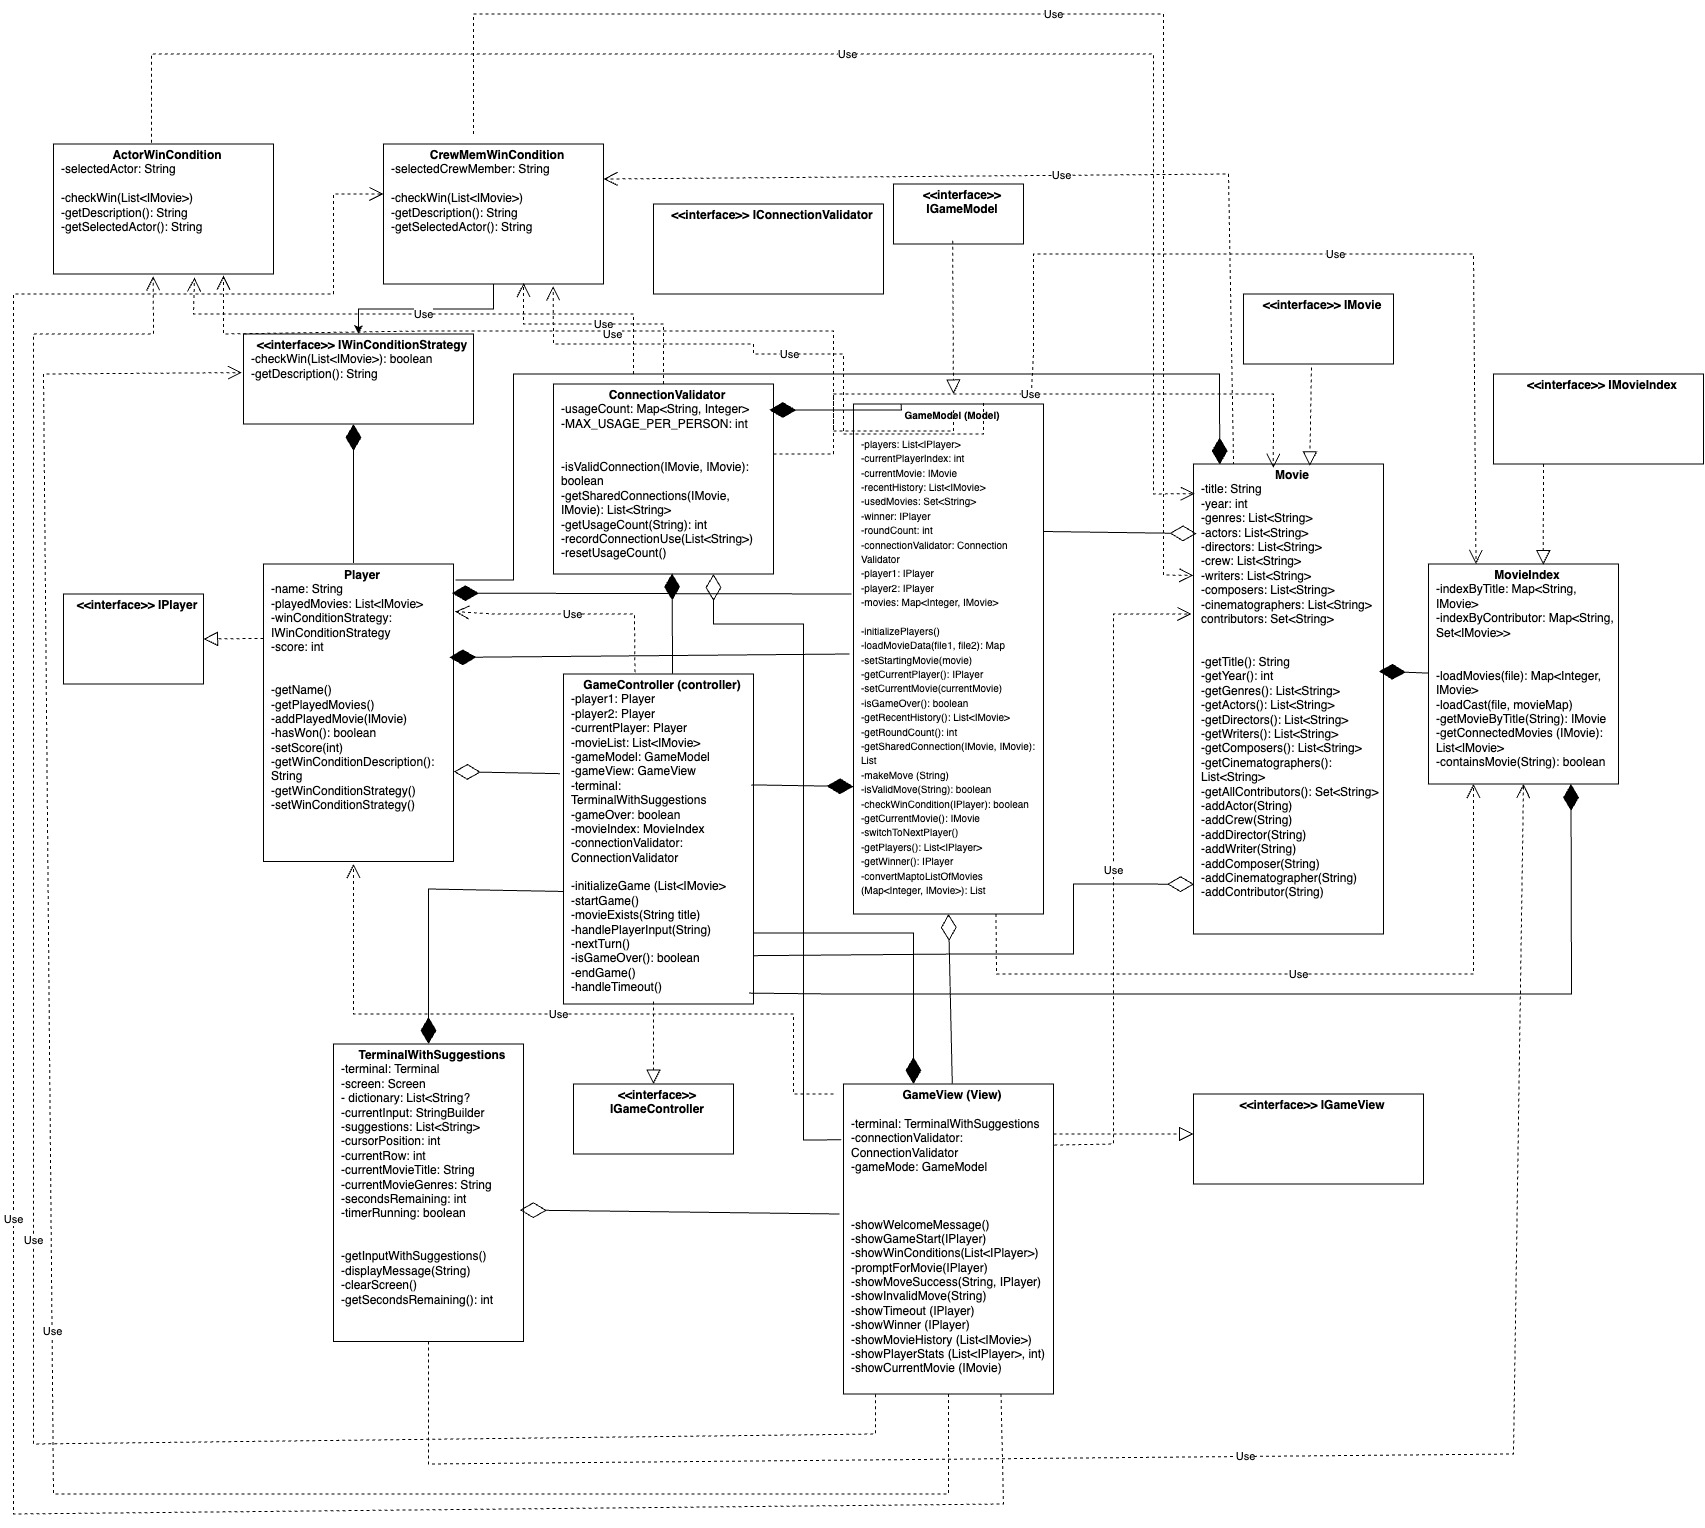 Use
Use
ActorWinCondition
-selectedActor: String
-checkWin(List<IMovie>)
-getDescription(): String
-getSelectedActor(): String
CrewMemWinCondition
-selectedCrewMember: String
-checkWin(List<IMovie>)
-getDescription(): String
-getSelectedActor(): String
Use
<<interface>> IConnectionValidator
<<interface>>
IGameModel
Use
<<interface>> IMovie
Use
Use
Use
Use
<<interface>> IWinConditionStrategy
-checkWin(List<IMovie>): boolean
-getDescription(): String
<<interface>> IMovieIndex
Use
ConnectionValidator
-usageCount: Map<String, Integer>
-MAX_USAGE_PER_PERSON: int
-isValidConnection(IMovie, IMovie):
boolean
-getSharedConnections(IMovie,
IMovie): List<String>
-getUsageCount(String): int
-recordConnectionUse(List<String>)
-resetUsageCount()
GameModel (Model)
-players: List<IPlayer>
-currentPlayerIndex: int
-currentMovie: IMovie
-recentHistory: List<IMovie>
-usedMovies: Set<String>
-winner: IPlayer
-roundCount: int
-connectionValidator: Connection
Validator
-player1: IPlayer
-player2: IPlayer
-movies: Map<Integer, IMovie>
-initializePlayers()
-loadMovieData(file1, file2): Map
-setStartingMovie(movie)
-getCurrentPlayer(): IPlayer
-setCurrentMovie(currentMovie)
-isGameOver(): boolean
-getRecentHistory(): List<IMovie>
-getRoundCount(): int
-getSharedConnection(IMovie, IMovie):
List
-makeMove (String)
-isValidMove(String): boolean
-checkWinCondition(IPlayer): boolean
-getCurrentMovie(): IMovie
-switchToNextPlayer()
-getPlayers(): List<IPlayer>
-getWinner(): IPlayer
-convertMaptoListOfMovies
(Map<Integer, IMovie>): List
Movie
-title: String
-year: int
-genres: List<String>
-actors: List<String>
-directors: List<String>
-crew: List<String>
-writers: List<String>
-composers: List<String>
-cinematographers: List<String>
contributors: Set<String>
-getTitle(): String
-getYear(): int
-getGenres(): List<String>
-getActors(): List<String>
-getDirectors(): List<String>
-getWriters(): List<String>
-getComposers(): List<String>
-getCinematographers():
List<String>
-getAllContributors(): Set<String>
-addActor(String)
-addCrew(String)
-addDirector(String)
-addWriter(String)
-addComposer(String)
-addCinematographer(String)
-addContributor(String)
MovieIndex
-indexByTitle: Map<String,
IMovie>
-indexByContributor: Map<String,
Set<IMovie>>
-loadMovies(file): Map<Integer,
IMovie>
-loadCast(file, movieMap)
-getMovieByTitle(String): IMovie
-getConnectedMovies (IMovie):
List<IMovie>
-containsMovie(String): boolean
Player
-name: String
-playedMovies: List<IMovie>
-winConditionStrategy:
IWinConditionStrategy
-score: int
-getName()
-getPlayedMovies()
-addPlayedMovie(IMovie)
-hasWon(): boolean
-setScore(int)
-getWinConditionDescription():
String
-getWinConditionStrategy()
-setWinConditionStrategy()
<<interface>> IPlayer
Use
GameController (controller)
-player1: Player
-player2: Player
-currentPlayer: Player
-movieList: List<IMovie>
-gameModel: GameModel
-gameView: GameView
-terminal:
TerminalWithSuggestions
-gameOver: boolean
-movieIndex: MovieIndex
-connectionValidator:
ConnectionValidator
-initializeGame (List<IMovie>
-startGame()
-movieExists(String title)
-handlePlayerInput(String)
-nextTurn()
-isGameOver(): boolean
-endGame()
-handleTimeout()
Use
Use
Use
TerminalWithSuggestions
-terminal: Terminal
-screen: Screen
- dictionary: List<String?
-currentInput: StringBuilder
-suggestions: List<String>
-cursorPosition: int
-currentRow: int
-currentMovieTitle: String
-currentMovieGenres: String
-secondsRemaining: int
-timerRunning: boolean
-getInputWithSuggestions()
-displayMessage(String)
-clearScreen()
-getSecondsRemaining(): int
<<interface>>
IGameController
GameView (View)
-terminal: TerminalWithSuggestions
-connectionValidator:
ConnectionValidator
-gameMode: GameModel
-showWelcomeMessage()
-showGameStart(IPlayer)
-showWinConditions(List<IPlayer>)
-promptForMovie(IPlayer)
-showMoveSuccess(String, IPlayer)
-showInvalidMove(String)
-showTimeout (IPlayer)
-showWinner (IPlayer)
-showMovieHistory (List<IMovie>)
-showPlayerStats (List<IPlayer>, int)
-showCurrentMovie (IMovie)
<<interface>> IGameView
Use
Use
Use
Use